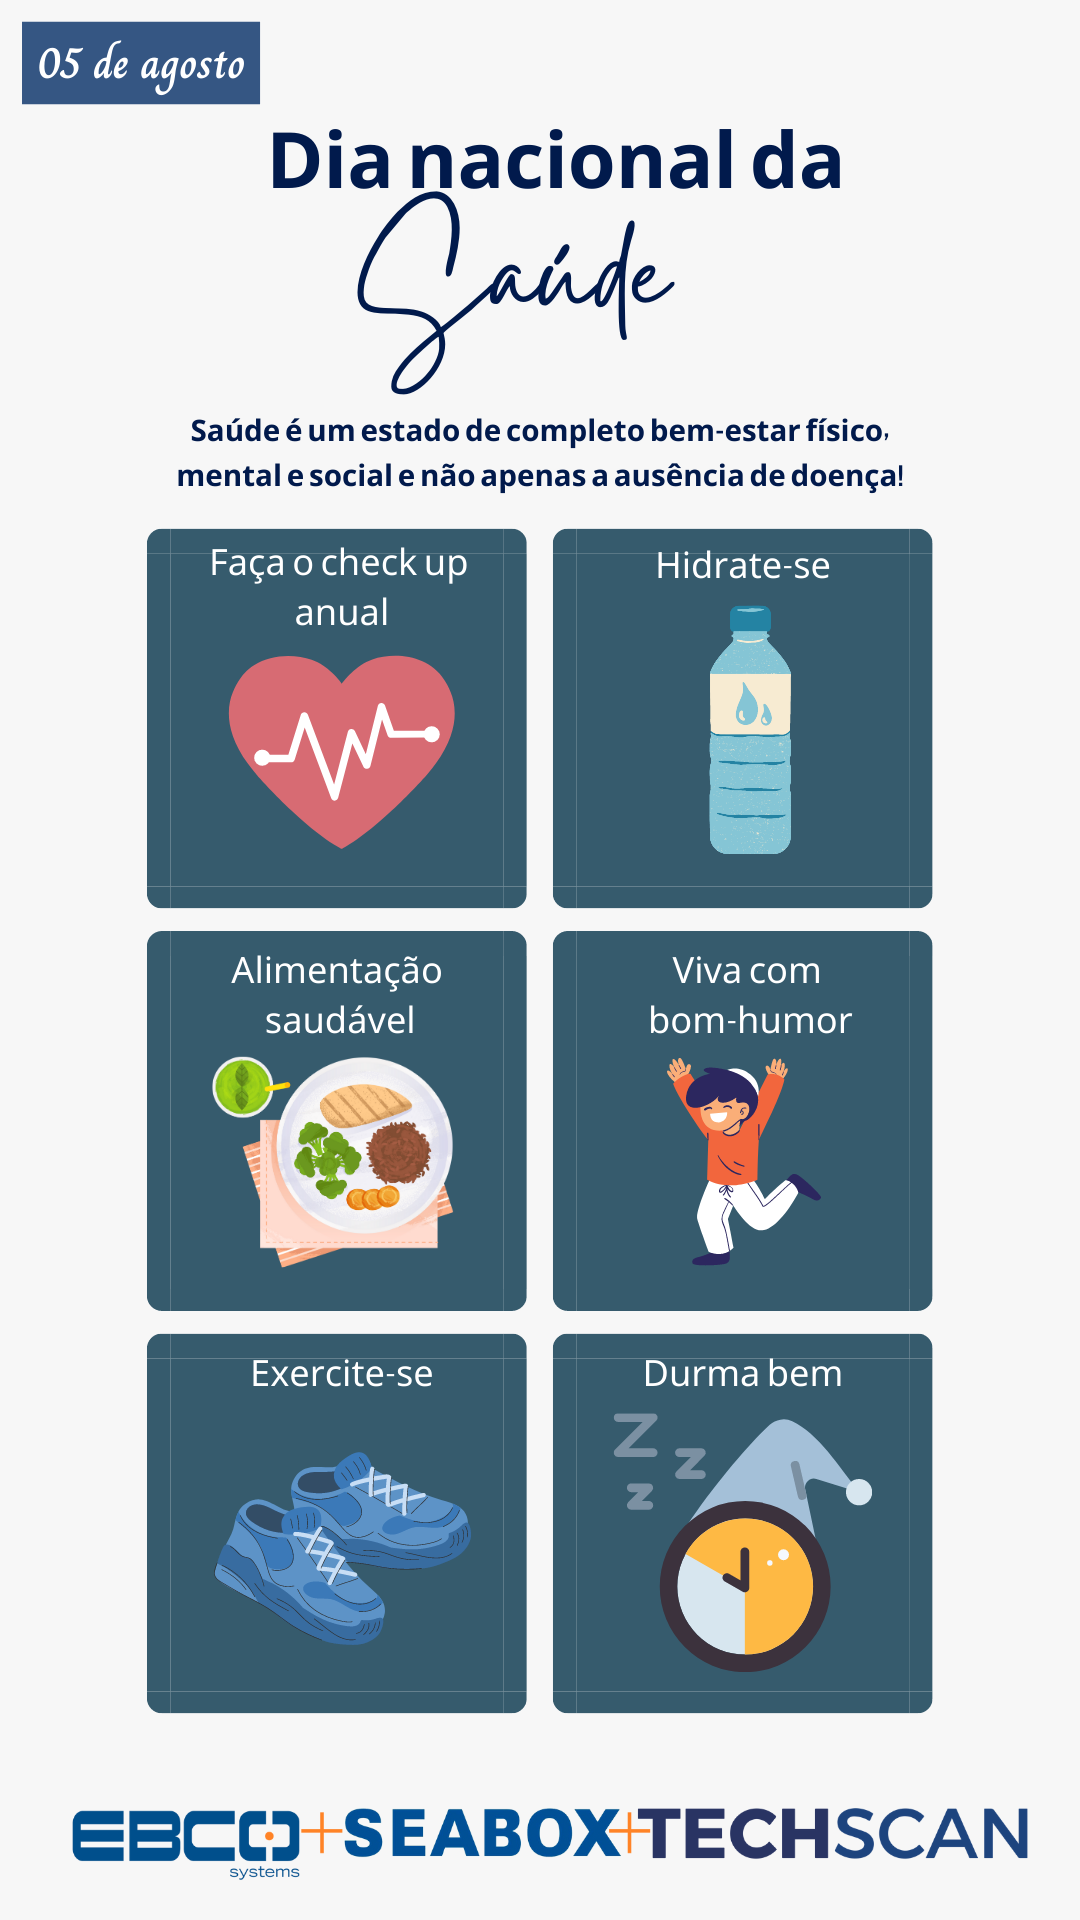 05 de agosto
Dia nacional da
Saúde
Saúde é um estado de completo bem-estar físico,
mental e social e não apenas a ausência de doença!
Faça o check up
anual
Hidrate-se
Alimentação
saudável
Viva com
bom-humor
Exercite-se
Durma bem
Z Z
Z
EBCO+SEABOX+TECHSCAN
systems